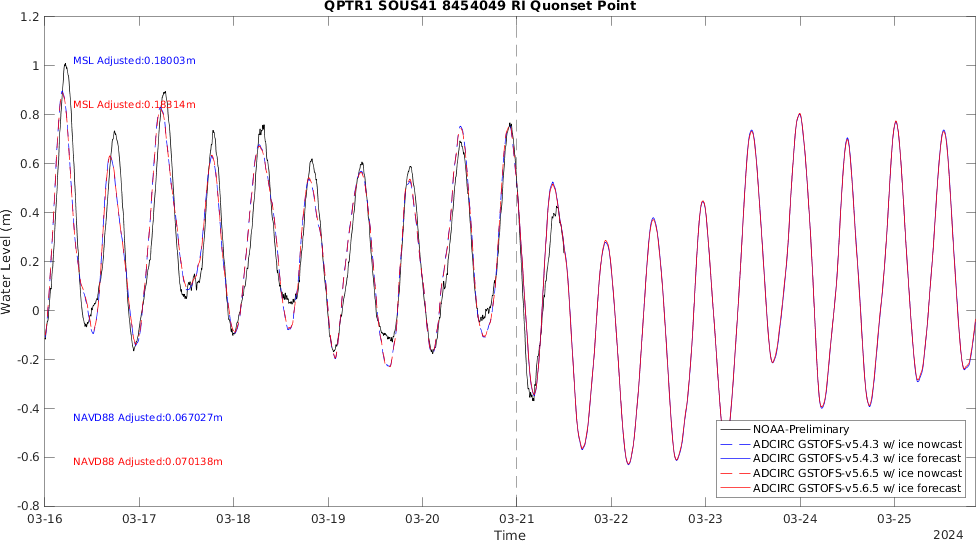 QPTR1 SOUS41 8454049 RI Quonset Point
1.2
1
0.8
0.6
0.4
0.2
0
-0.2
-0.4
-0.6
-0.8
Water Level (m)
MSL Adjusted:0.18003m
MSL Adjusted:0.18314m
NAVD88 Adjusted:0.067027m
NAVD88 Adjusted:0.070138m
NOAA-Preliminary
ADCIRC GSTOFS-v5.4.3 w/ ice nowcast
ADCIRC GSTOFS-v5.4.3 w/ ice forecast
ADCIRC GSTOFS-v5.6.5 w/ ice nowcast
ADCIRC GSTOFS-v5.6.5 w/ ice forecast
03-16 03-17 03-18 03-19 03-20 03-21 03-22 03-23 03-24 03-25
Time
2024